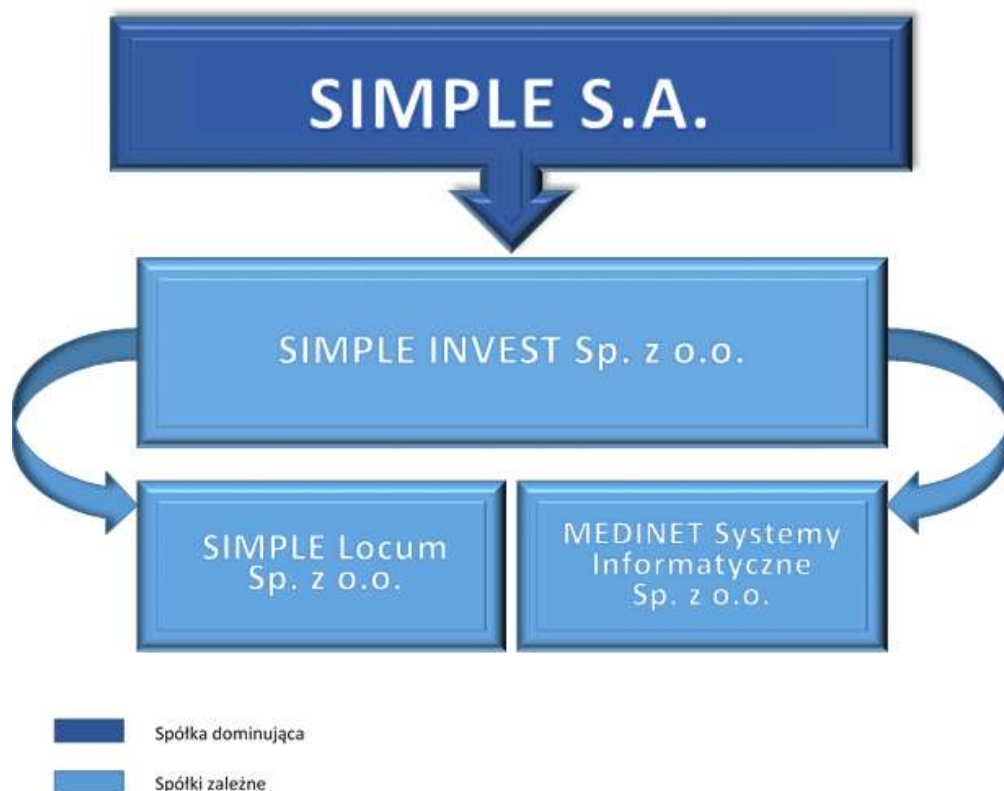 SIMPLE S.A.
SIMPLE INVEST Sp. z o.o.
SIMPLE Locum
Sp. z o.o.
MEDINET Systemy
Informatyczne
Sp. z o.o.
Spółka dominująca
Spółki zależne